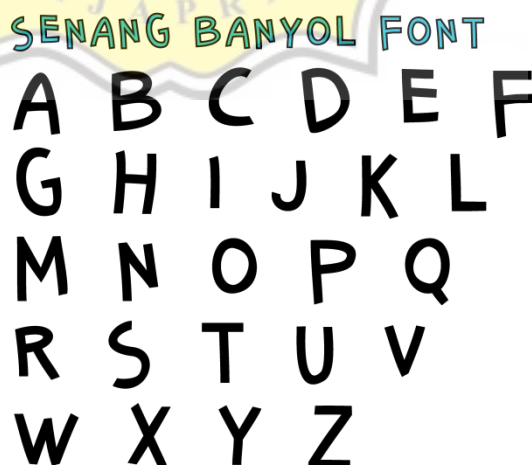 SENANG BANYOL FONT
A B C D E F
G H I J K L
M N O P Q
R S T U V
W X Y Z